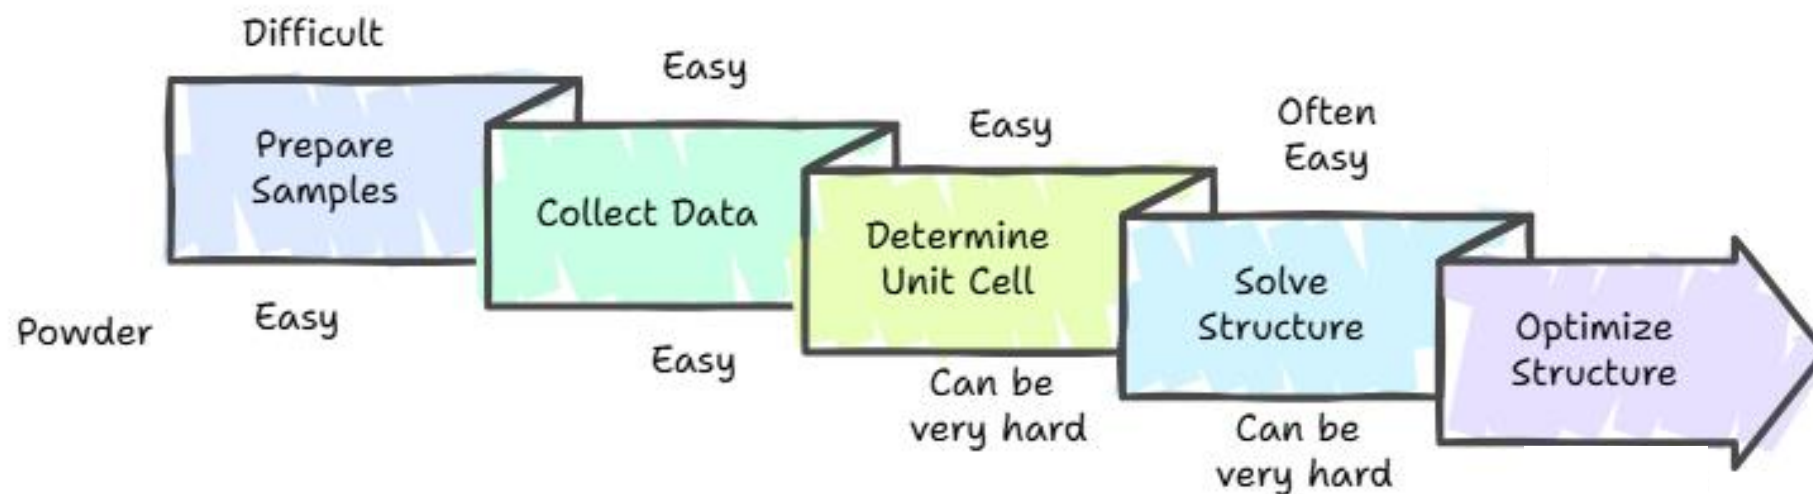 Difficult
Easy
Easy
Often
Easy
Prepare
Samples
Collect Data
Determine
Unit Cell
Solve
Structure
Optimize
Structure
Powder
Easy
Easy
Can be
very hard
Can be
very hard